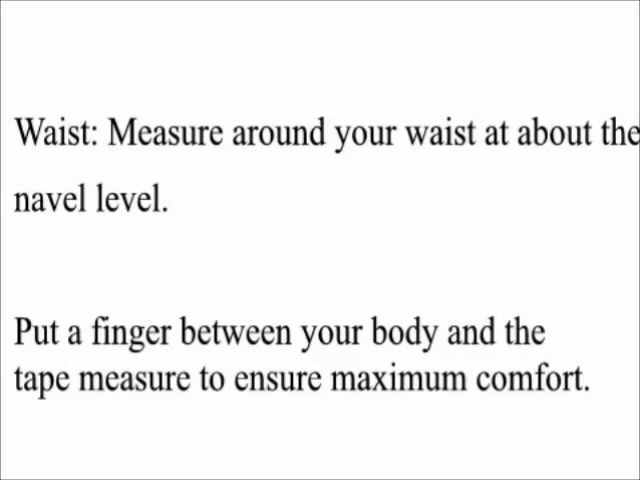 Waist: Measure around your waist at about the
navel level.
Put a finger between your body and the
tape measure to ensure maximum comfort.